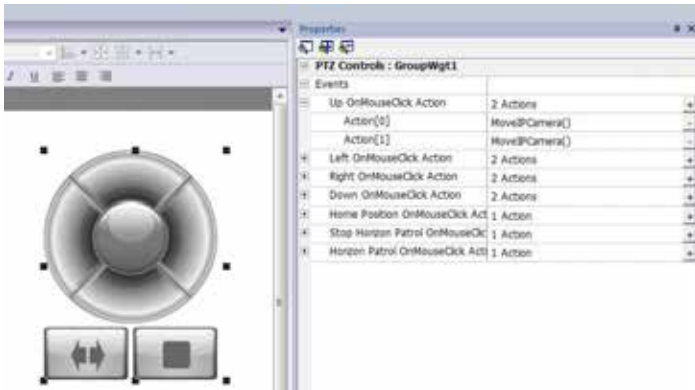 Properties
PTZ Controls : GroupWgt1
Events
Up OnMouseClick Action 2 Actions +
Action[0] MoveIPCamera() -
Action[1] MoveIPCamera() -
Left OnMouseClick Action 2 Actions +
Right OnMouseClick Action 2 Actions +
Down OnMouseClick Action 2 Actions +
Home Position OnMouseClick Act 1 Action +
Stop Horizon Patrol OnMouseClic 1 Action +
Horizon Patrol OnMouseClick Acti 1 Action +
I U